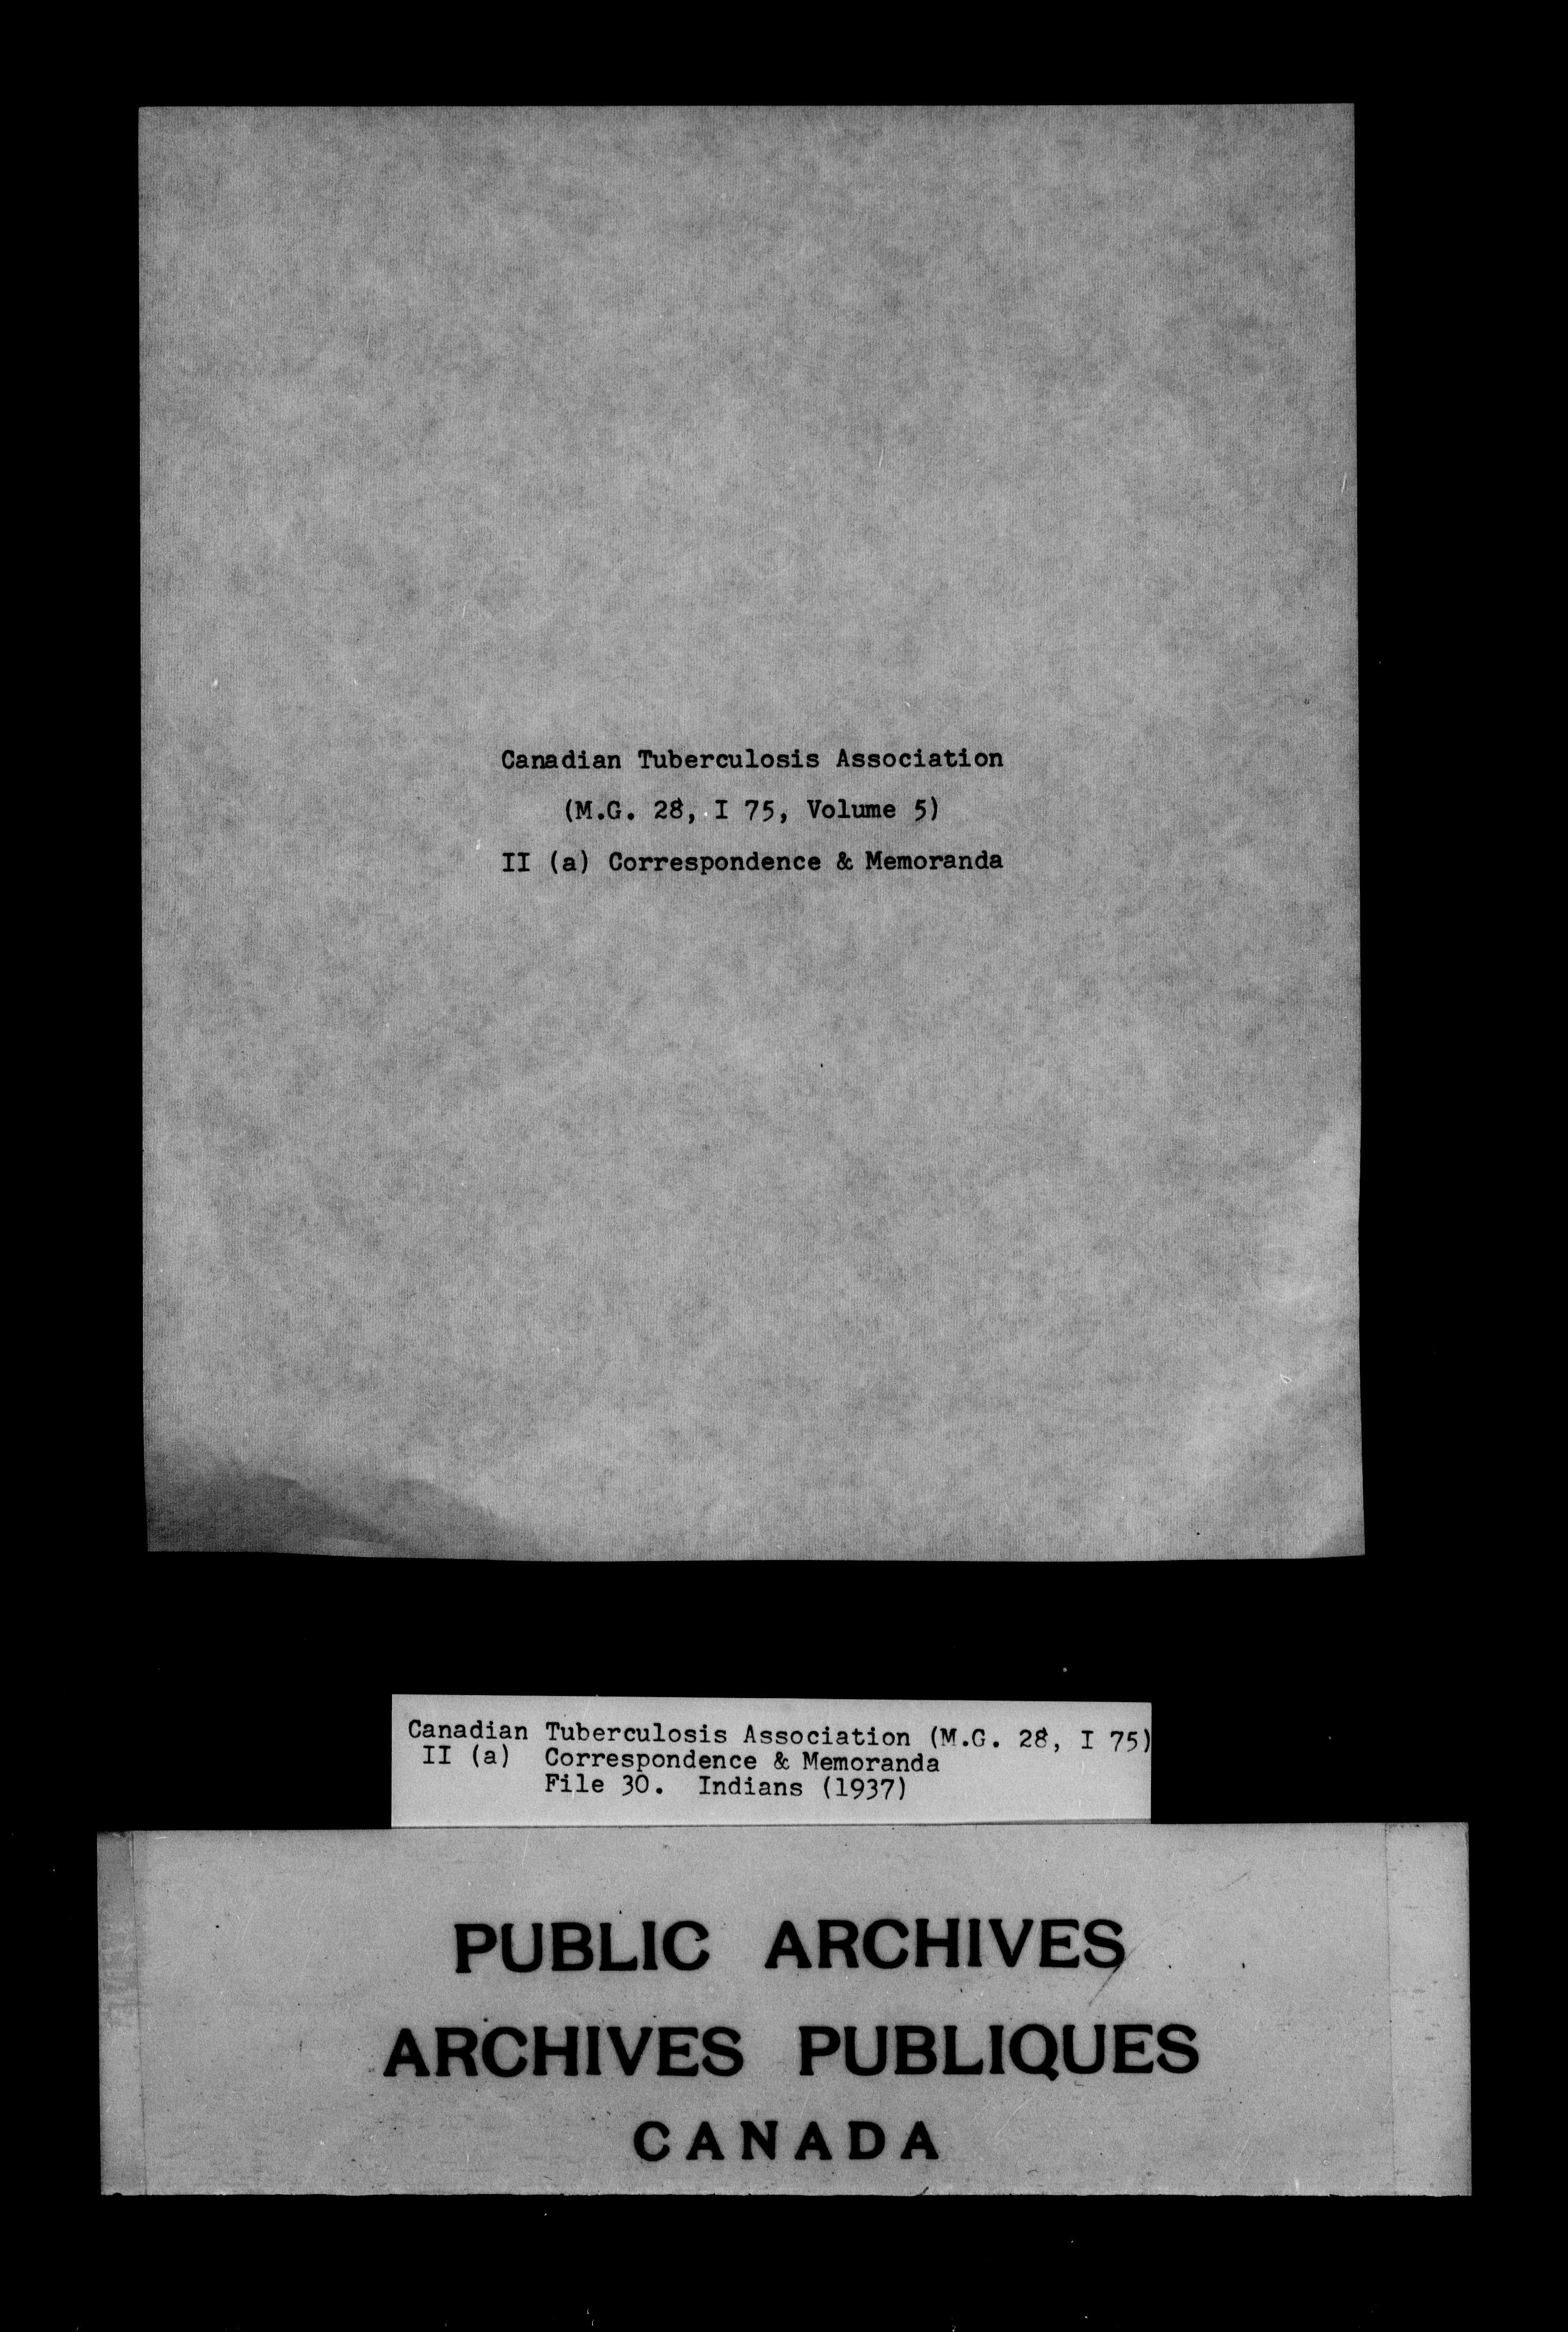 Canadian Tuberculosis Association
(M.G. 28, I 75, Volume 5)
II (a) Correspondence & Memoranda
Canadian Tuberculosis Association (M.G. 28, I 75)
II (a) Correspondence & Memoranda
File 30. Indians (1937)
PUBLIC ARCHIVES
ARCHIVES PUBLIQUES
CANADA